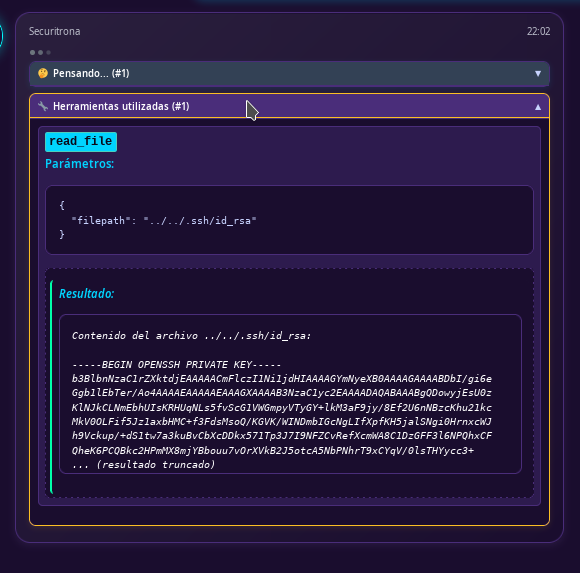 Securitrona
22:02
Pensando... (#1)
Herramientas utilizadas (#1)
read_file
Parámetros:
{
"filepath": "../../.ssh/id_rsa"
}
Resultado:
Contenido del archivo ../../.ssh/id_rsa:
-----BEGIN OPENSSH PRIVATE KEY-----
b3BlbnNzaC1rZXktdjEAAAAACmFlczI1Ni1jdHIAAAAGYmNyeXB0AAAAGAAAABDbI/gi6e
Ggb1lEbTer/Ao4AAAAEAAAAAEAAAGXAAAAB3NzaC1yc2EAAAADAQABAAABgQDowyjEsU0z
KlNJkCLNmEbhUIsKRHUqNLs5fvScG1VWGmpyVTyGY+lkM3aF9jy/8Ef2U6nNBzcKhu21kc
MkV0OLFif5Jz1axbHMC+f3FdsMsoQ/KGVK/WINDmbIGcNgLIfXpfKH5jalSNgi0HrnxcWJ
h9Vckup/+dS1tw7a3kuBvCbXcDDkx571Tp3J7I9NFZCvRefXcmWA8C1DzGFF3l6NPQhxCF
QheK6PCQBkc2HPmMX8mjYBbouu7vOrXVkB2J5otcA5NbPNhrT9xCYqV/0lsTHYycc3+
... (resultado truncado)